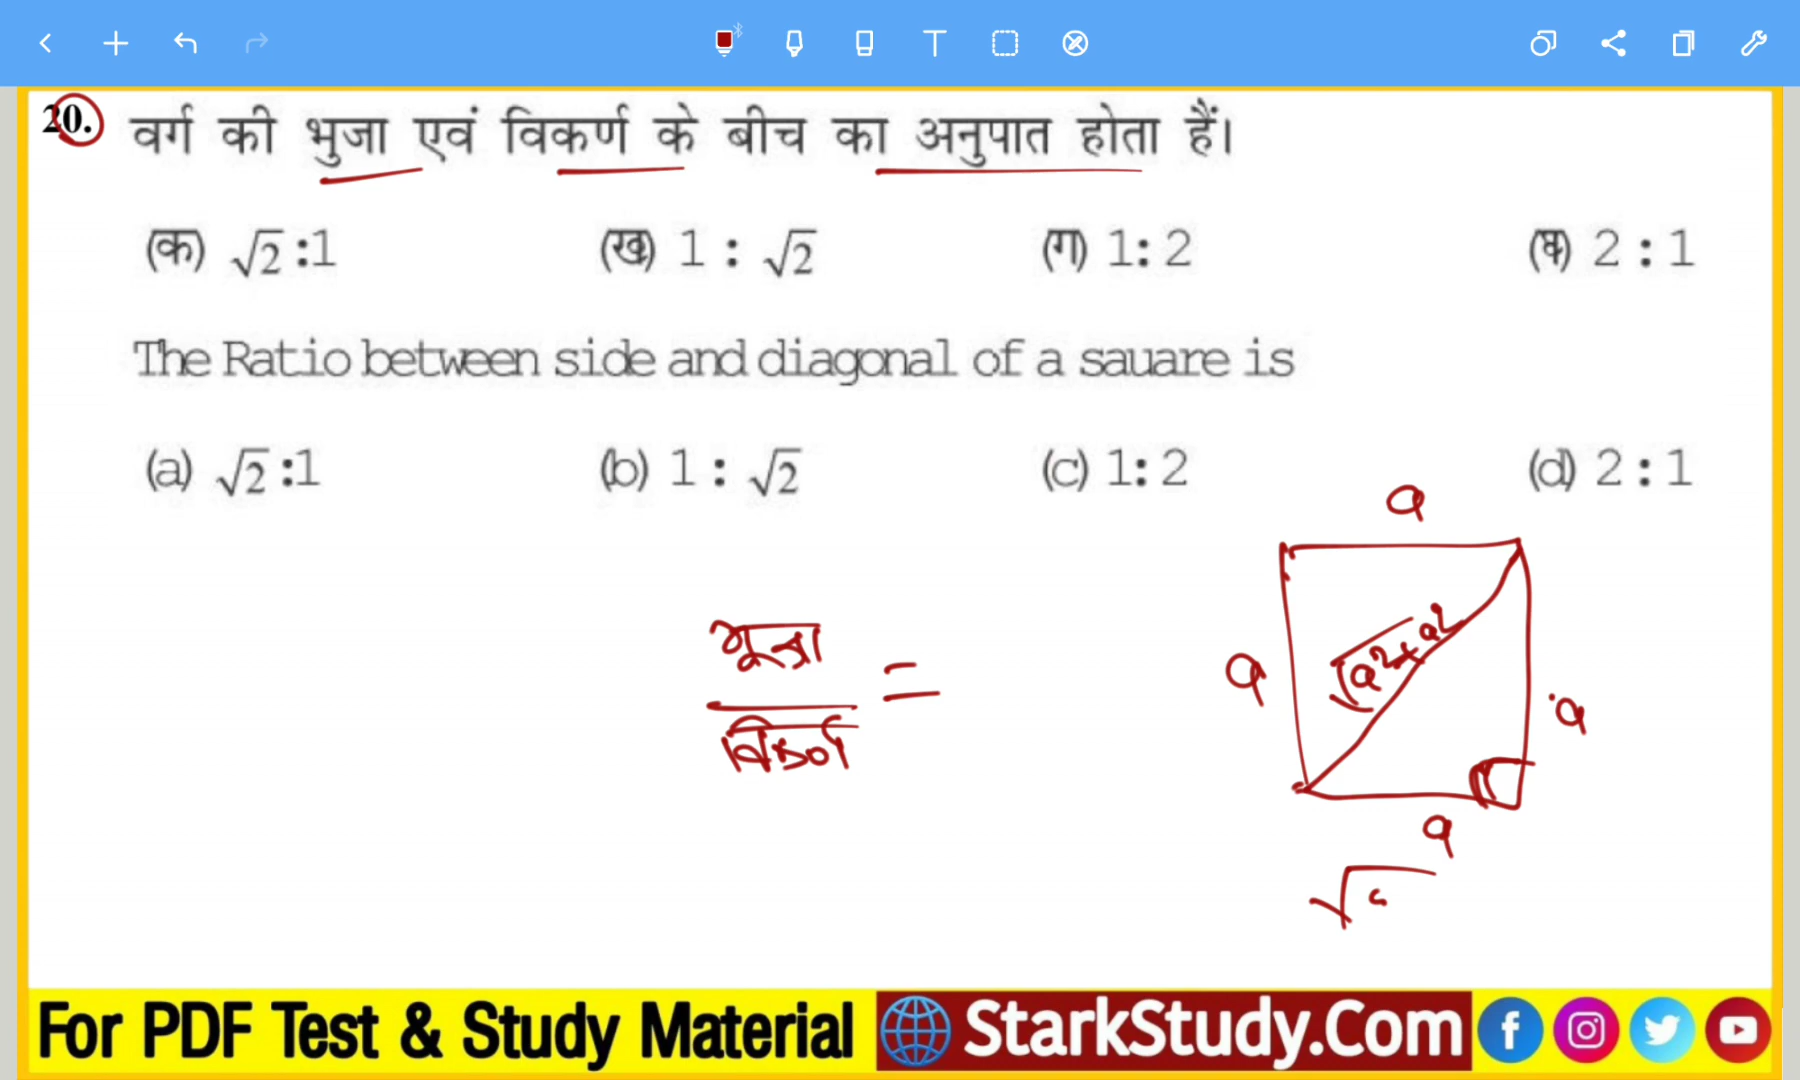 20. वर्ग की भुजा एवं विकर्ण के बीच का अनुपात होता हैं।
(क) √2 :1 (ख) 1 : √2 (ग) 1: 2 (घ) 2 : 1
The Ratio between side and diagonal of a sauare is
(a) √2 :1 (b) 1 : √2 (c) 1: 2 (d) 2 : 1
a
भूजा
विकर्ण
=
√a²+a²
a
a
a
√
For PDF Test & Study Material StarkStudy.Com